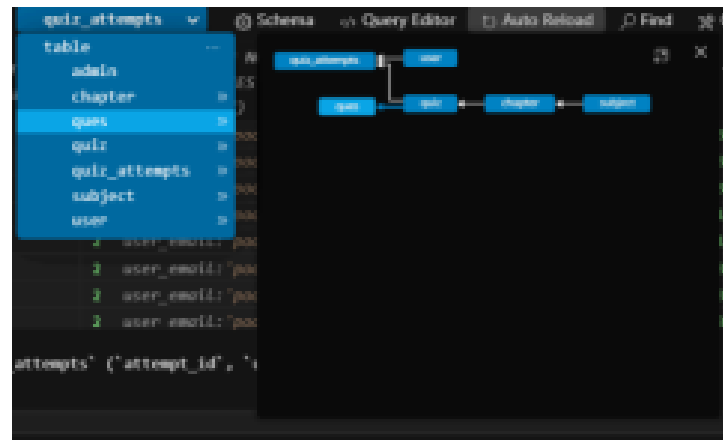 quiz_attempts Schema Query Editor Auto Reload Find
table ...
admin
chapter
ques
quiz
quiz_attempts
subject
user
quiz_attempts user
ques quiz chapter subject
2 user_email:"poo
2 user_email:"poo
2 user_email:"poo
2 user_email:"poo
_attempts` (`attempt_id`, `